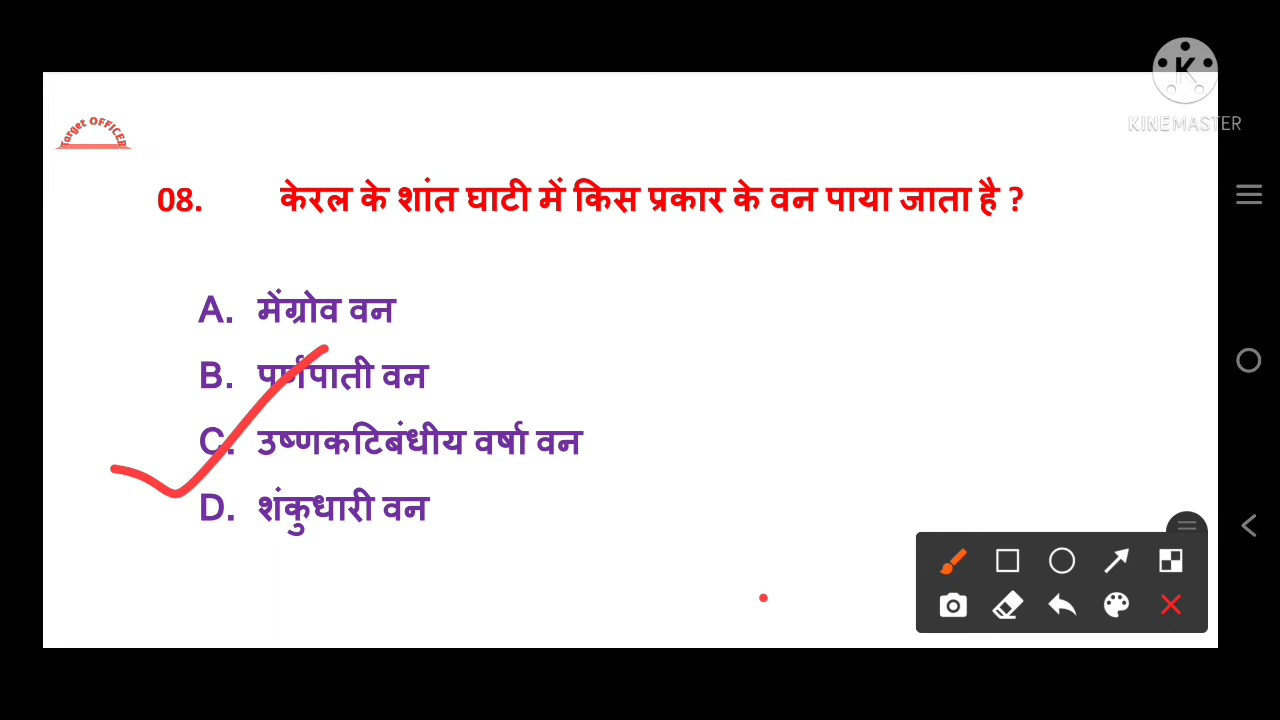 KINEMASTER
Target OFFICER
08. केरल के शांत घाटी में किस प्रकार के वन पाया जाता है ?
A. मेंग्रोव वन
B. पर्णपाती वन
C. उष्णकटिबंधीय वर्षा वन
D. शंकुधारी वन